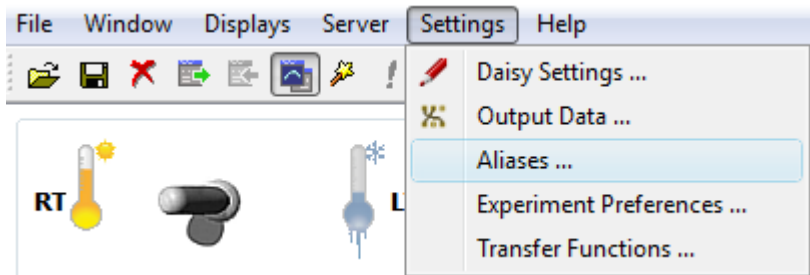 File Window Displays Server Settings Help
Daisy Settings ...
Output Data ...
Aliases ...
Experiment Preferences ...
Transfer Functions ...
RT